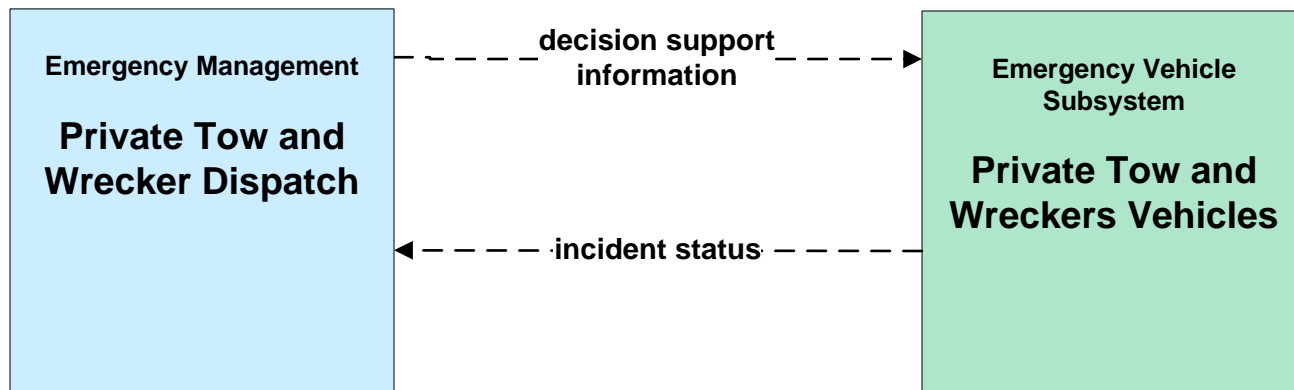 Emergency Management
Private Tow and
Wrecker Dispatch
decision support
information
Emergency Vehicle
Subsystem
Private Tow and
Wreckers Vehicles
incident status